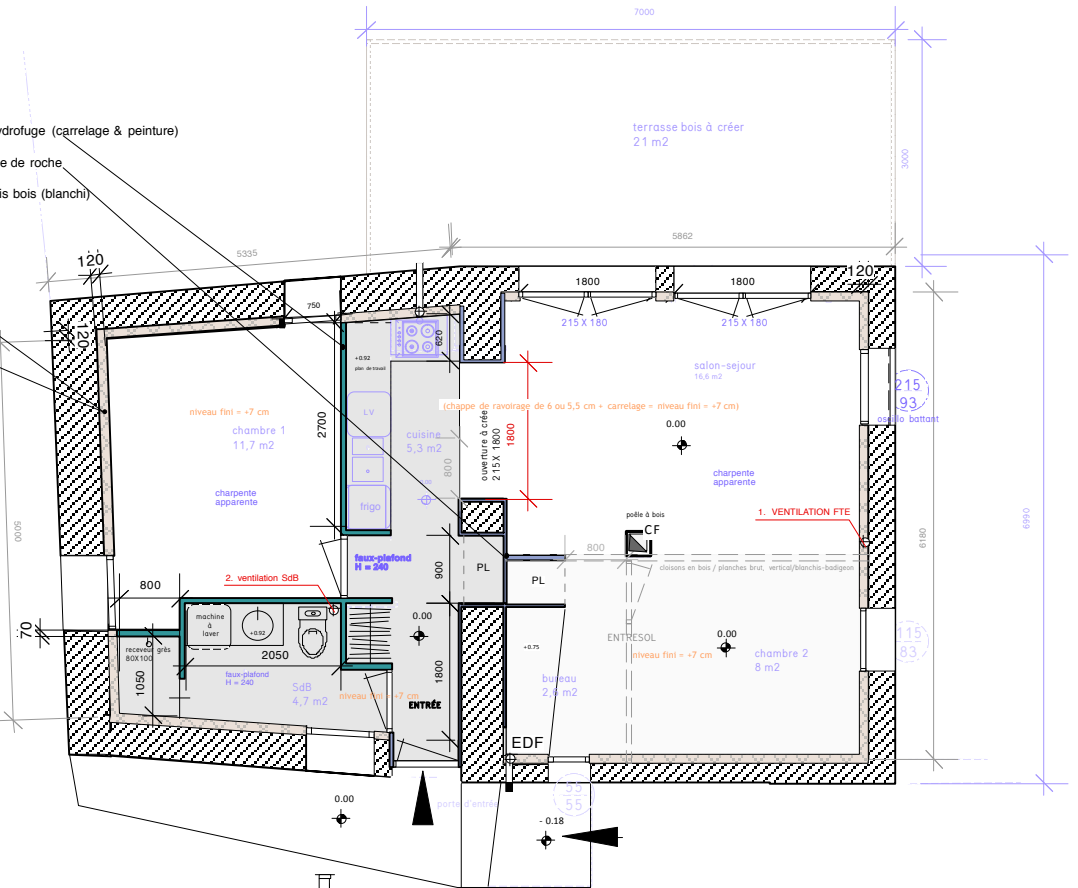 7000
terrasse bois à créer
21 m2
3000
ydrofuge (carrelage & peinture)
e de roche
is bois (blanchi)
5335
5862
120
120
750
1800
1800
120
215 X 180
215 X 180
620
+0.92
plan de travail
salon-sejour
16,6 m2
215
93
oscillo battant
niveau fini = +7 cm
(chappe de ravoirage de 6 ou 5,5 cm + carrelage = niveau fini = +7 cm)
chambre 1
11,7 m2
2700
LV
cuisine
5,3 m2
800
ouverture à crée
215 X 1800
1800
0.00
charpente
apparente
charpente
apparente
0.00
frigo
poêle à bois
CF
1. VENTILATION FTE
5000
6180
6990
faux-plafond
H = 240
800
cloisons en bois / planches brut, vertical/blanchis-badigeon
900
PL
PL
2. ventilation SdB
800
70
machine
à
laver
+0.92
0.00
ENTRESOL
0.00
115
83
receveur grès
80X100
2050
+0.75
niveau fini = +7 cm
chambre 2
8 m2
1050
faux-plafond
H = 240
SdB
4,7 m2
niveau fini = +7 cm
1800
bureau
2,6 m2
ENTRÉE
EDF
55
55
0.00
porte d'entrée
- 0.18